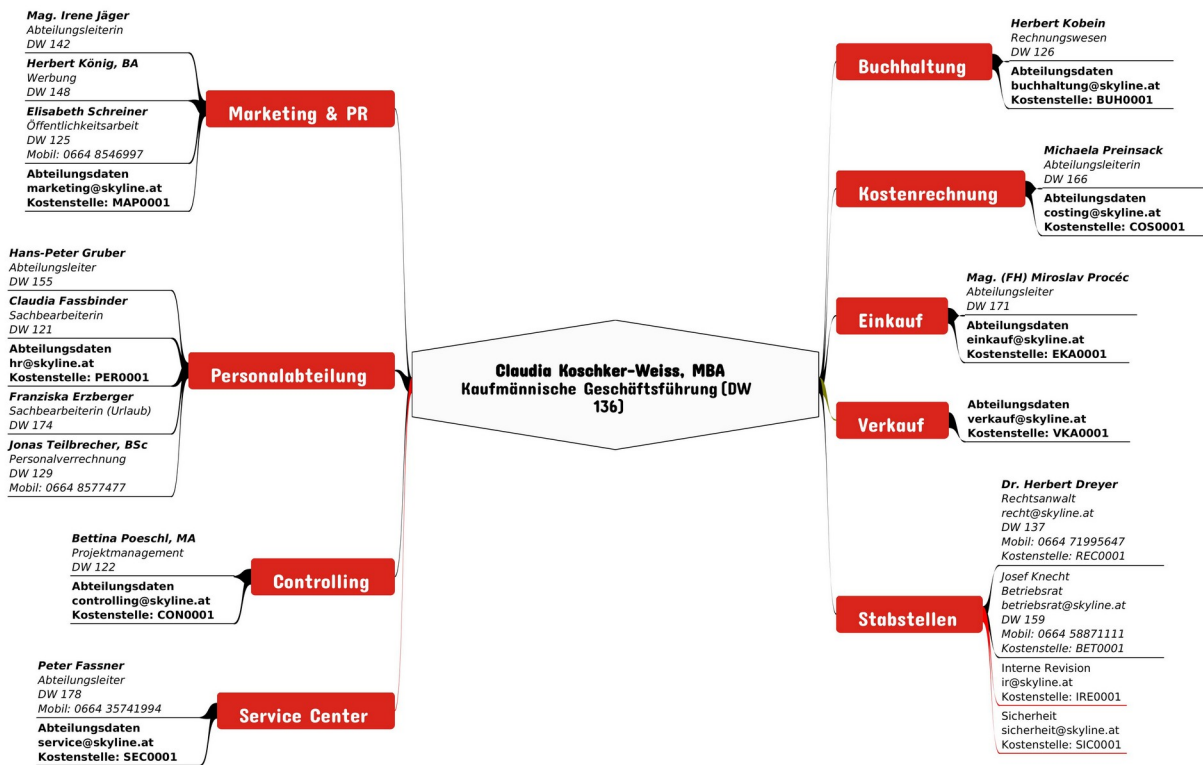 Mag. Irene Jäger
Abteilungsleiterin
DW 142
Herbert König, BA
Werbung
DW 148
Elisabeth Schreiner
Öffentlichkeitsarbeit
DW 125
Mobil: 0664 8546997
Abteilungsdaten
marketing@skyline.at
Kostenstelle: MAP0001
Marketing & PR
Hans-Peter Gruber
Abteilungsleiter
DW 155
Claudia Fassbinder
Sachbearbeiterin
DW 121
Abteilungsdaten
hr@skyline.at
Kostenstelle: PER0001
Franziska Erzberger
Sachbearbeiterin (Urlaub)
DW 174
Jonas Teilbrecher, BSc
Personalverrechnung
DW 129
Mobil: 0664 8577477
Personalabteilung
Bettina Poeschl, MA
Projektmanagement
DW 122
Abteilungsdaten
controlling@skyline.at
Kostenstelle: CON0001
Controlling
Peter Fassner
Abteilungsleiter
DW 178
Mobil: 0664 35741994
Abteilungsdaten
service@skyline.at
Kostenstelle: SEC0001
Service Center
Claudia Koschker-Weiss, MBA
Kaufmännische Geschäftsführung (DW
136)
Buchhaltung
Herbert Kobein
Rechnungswesen
DW 126
Abteilungsdaten
buchhaltung@skyline.at
Kostenstelle: BUH0001
Kostenrechnung
Michaela Preinsack
Abteilungsleiterin
DW 166
Abteilungsdaten
costing@skyline.at
Kostenstelle: COS0001
Einkauf
Mag. (FH) Miroslav Procéc
Abteilungsleiter
DW 171
Abteilungsdaten
einkauf@skyline.at
Kostenstelle: EKA0001
Verkauf
Abteilungsdaten
verkauf@skyline.at
Kostenstelle: VKA0001
Stabstellen
Dr. Herbert Dreyer
Rechtsanwalt
recht@skyline.at
DW 137
Mobil: 0664 71995647
Kostenstelle: REC0001
Josef Knecht
Betriebsrat
betriebsrat@skyline.at
DW 159
Mobil: 0664 58871111
Kostenstelle: BET0001
Interne Revision
ir@skyline.at
Kostenstelle: IRE0001
Sicherheit
sicherheit@skyline.at
Kostenstelle: SIC0001